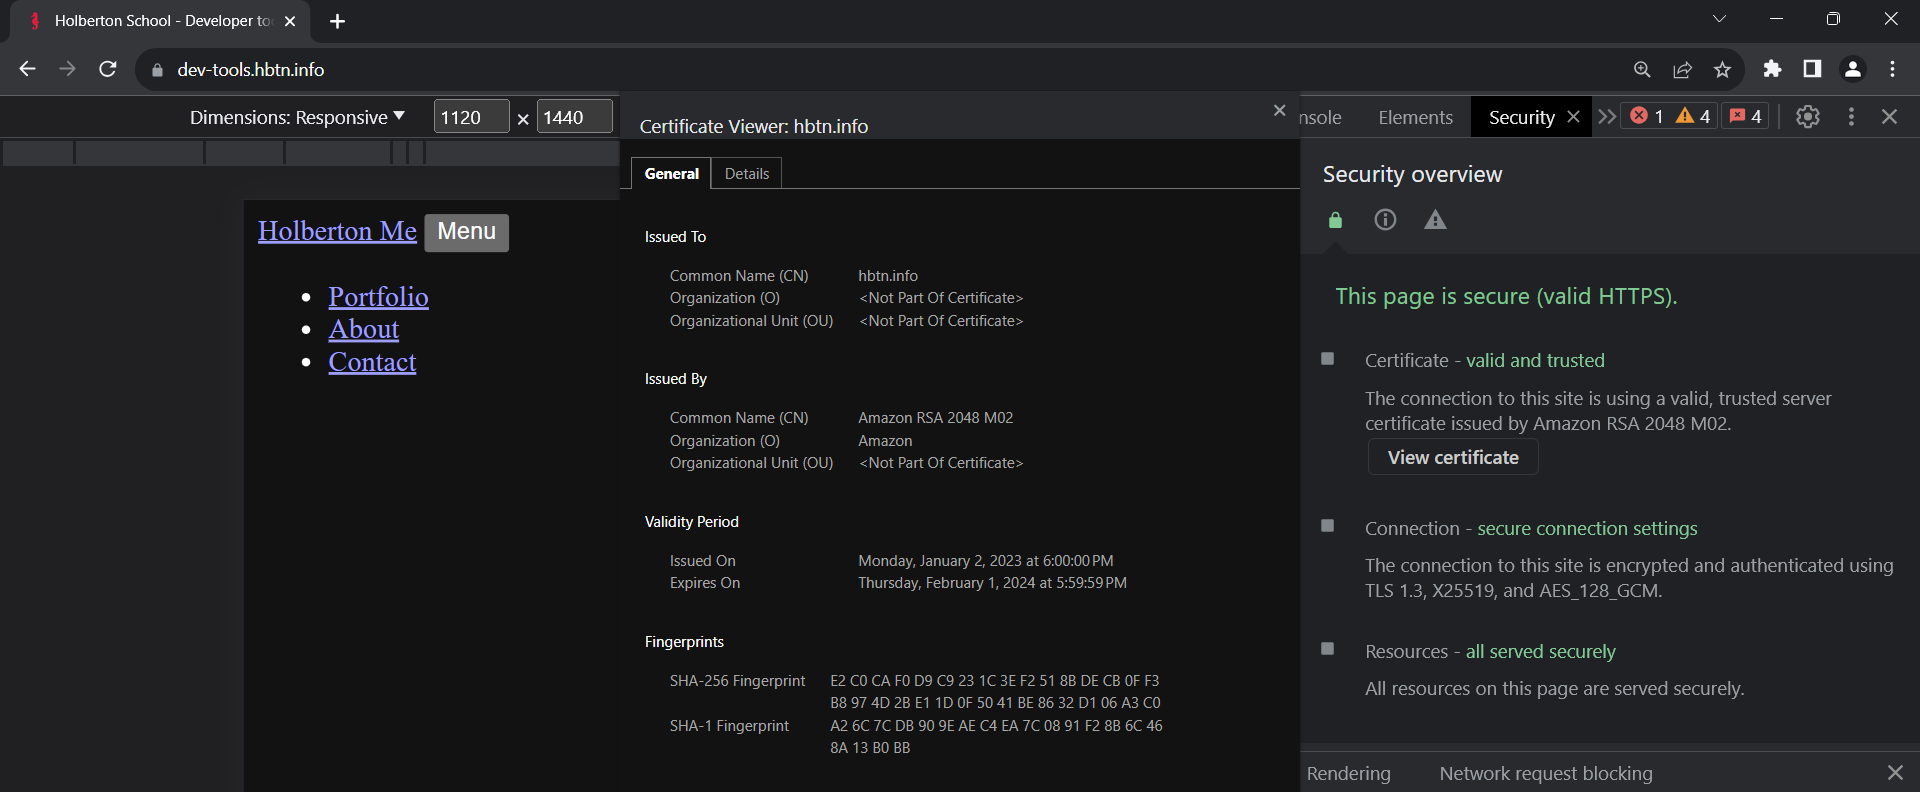 Holberton School - Developer to
dev-tools.hbtn.info
Dimensions: Responsive
1120 × 1440
Holberton Me Menu
Portfolio
About
Contact
Certificate Viewer: hbtn.info
General Details
Issued To
Common Name (CN) hbtn.info
Organization (O) <Not Part Of Certificate>
Organizational Unit (OU) <Not Part Of Certificate>
Issued By
Common Name (CN) Amazon RSA 2048 M02
Organization (O) Amazon
Organizational Unit (OU) <Not Part Of Certificate>
Validity Period
Issued On Monday, January 2, 2023 at 6:00:00 PM
Expires On Thursday, February 1, 2024 at 5:59:59 PM
Fingerprints
SHA-256 Fingerprint E2 C0 CA F0 D9 C9 23 1C 3E F2 51 8B DE CB 0F F3
B8 97 4D 2B E1 1D 0F 50 41 BE 86 32 D1 06 A3 C0
SHA-1 Fingerprint A2 6C 7C DB 90 9E AE C4 EA 7C 08 91 F2 8B 6C 46
8A 13 B0 BB
nsole Elements Security 1 4 4
Security overview
This page is secure (valid HTTPS).
Certificate - valid and trusted
The connection to this site is using a valid, trusted server
certificate issued by Amazon RSA 2048 M02.
View certificate
Connection - secure connection settings
The connection to this site is encrypted and authenticated using
TLS 1.3, X25519, and AES_128_GCM.
Resources - all served securely
All resources on this page are served securely.
Rendering Network request blocking